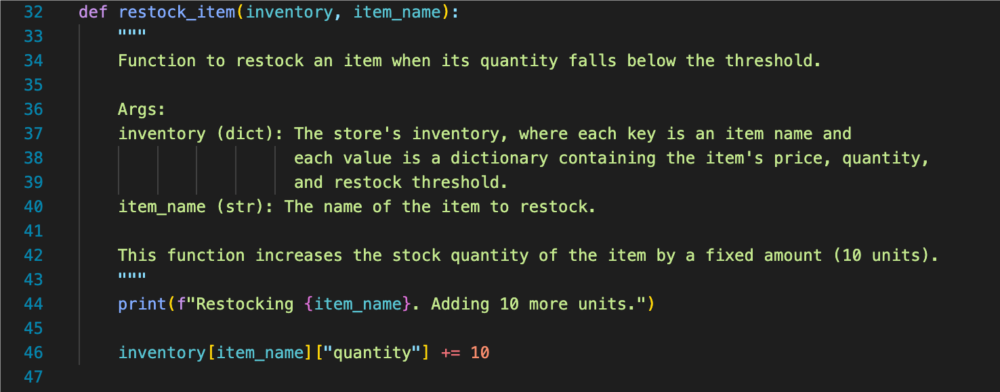 32 def restock_item(inventory, item_name):
33 """
34 Function to restock an item when its quantity falls below the threshold.
35
36 Args:
37 inventory (dict): The store's inventory, where each key is an item name and
38 each value is a dictionary containing the item's price, quantity,
39 and restock threshold.
40 item_name (str): The name of the item to restock.
41
42 This function increases the stock quantity of the item by a fixed amount (10 units).
43 """
44 print(f"Restocking {item_name}. Adding 10 more units.")
45
46 inventory[item_name]["quantity"] += 10
47